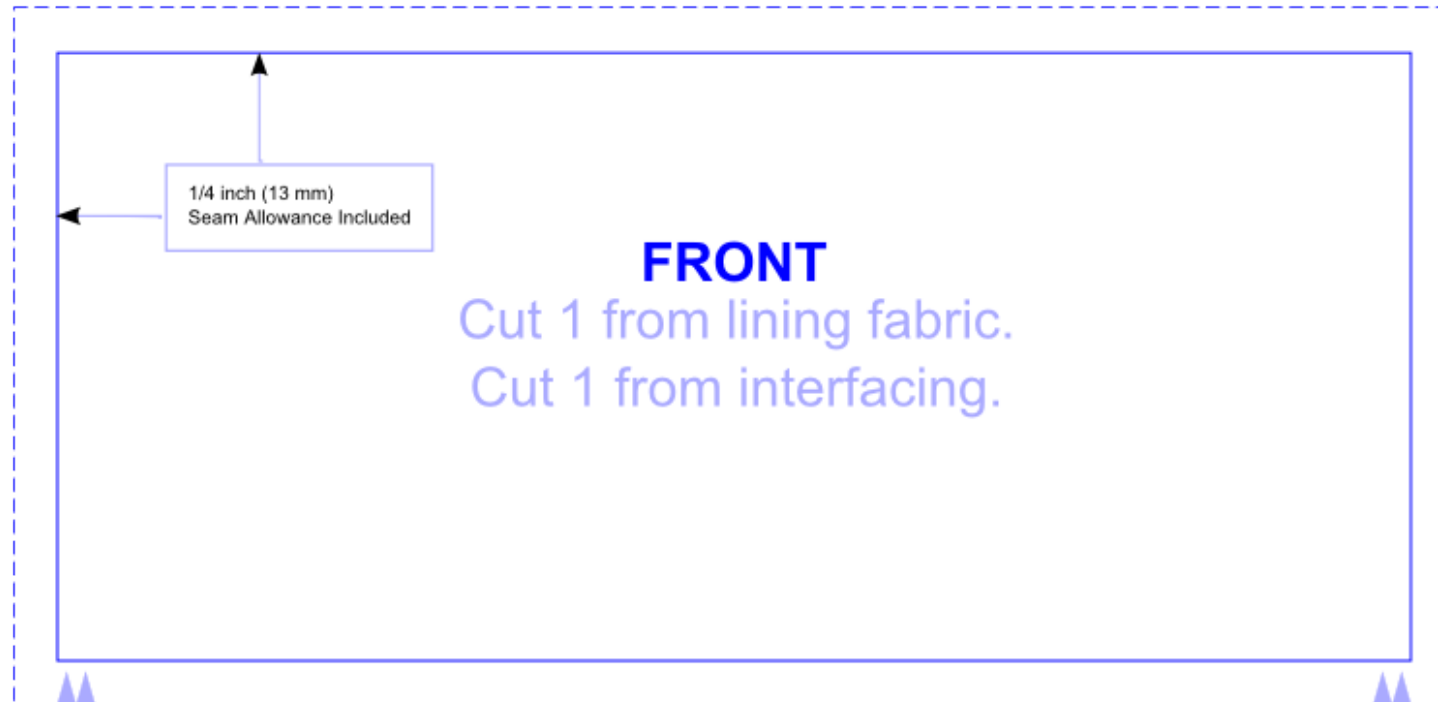 1/4 inch (13 mm)
Seam Allowance Included
FRONT
Cut 1 from lining fabric.
Cut 1 from interfacing.